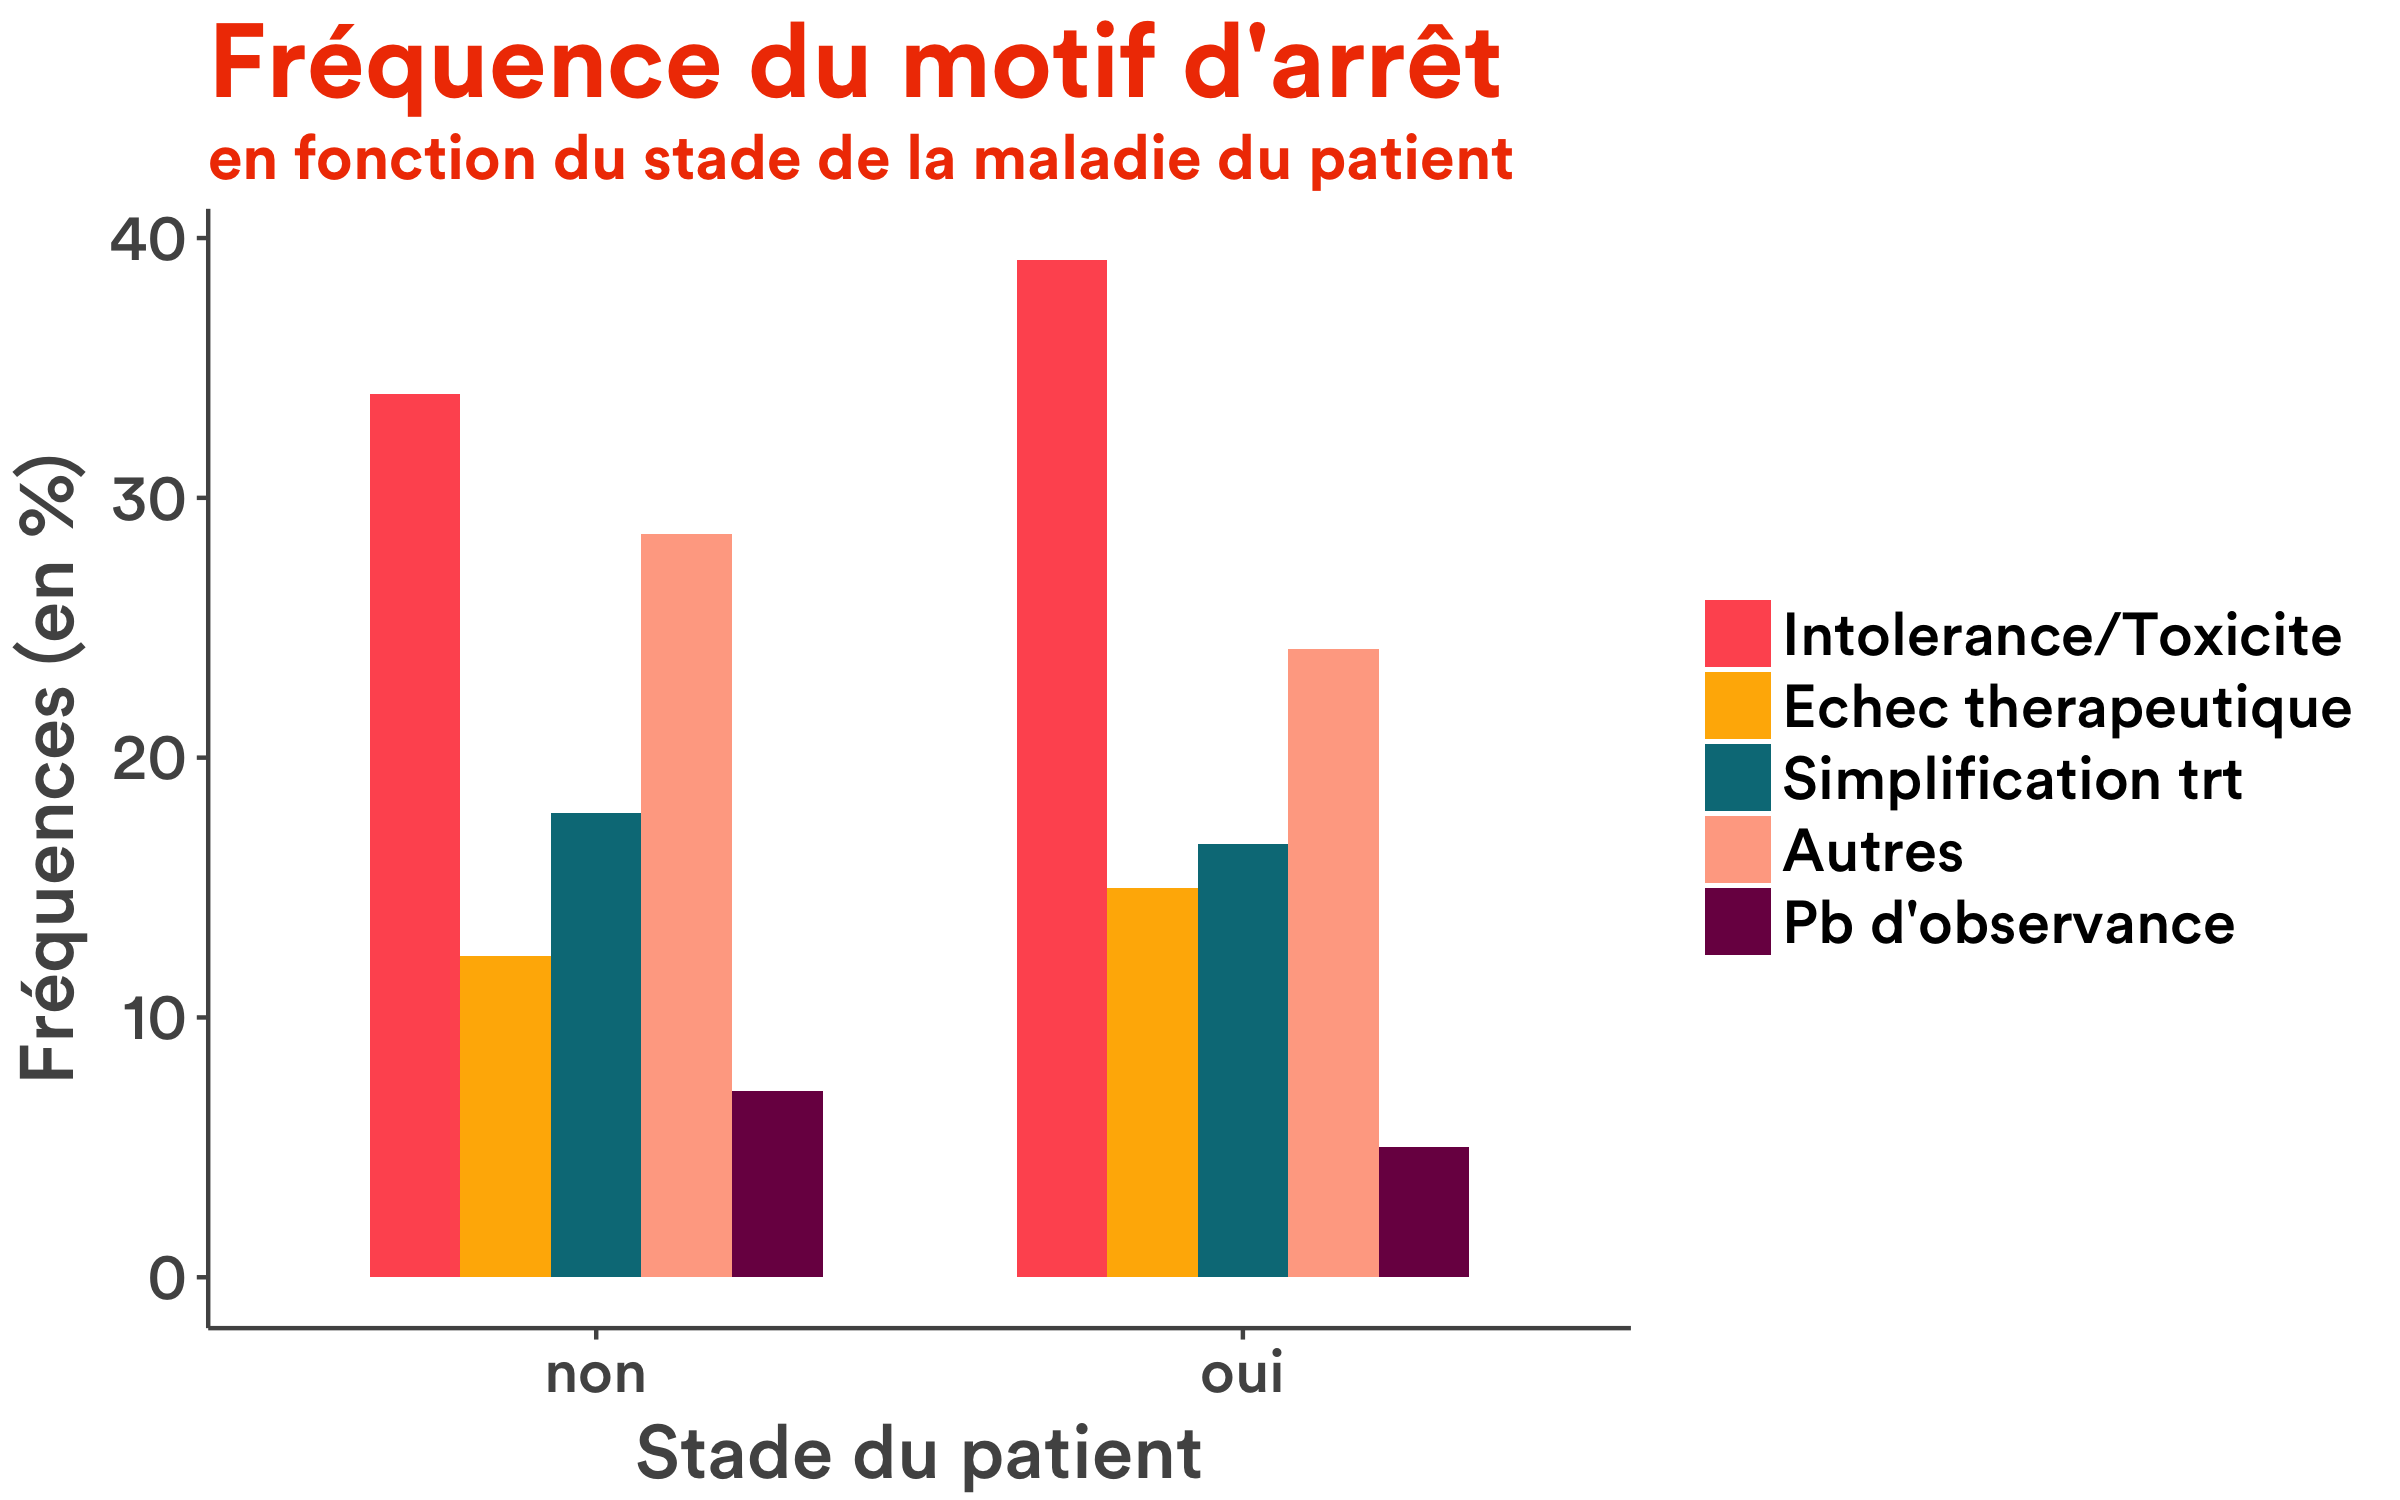 Fréquence du motif d'arrêt
en fonction du stade de la maladie du patient
Fréquences (en %)
40
30
20
10
0
non
oui
Stade du patient
Intolerance/Toxicite
Echec therapeutique
Simplification trt
Autres
Pb d'observance